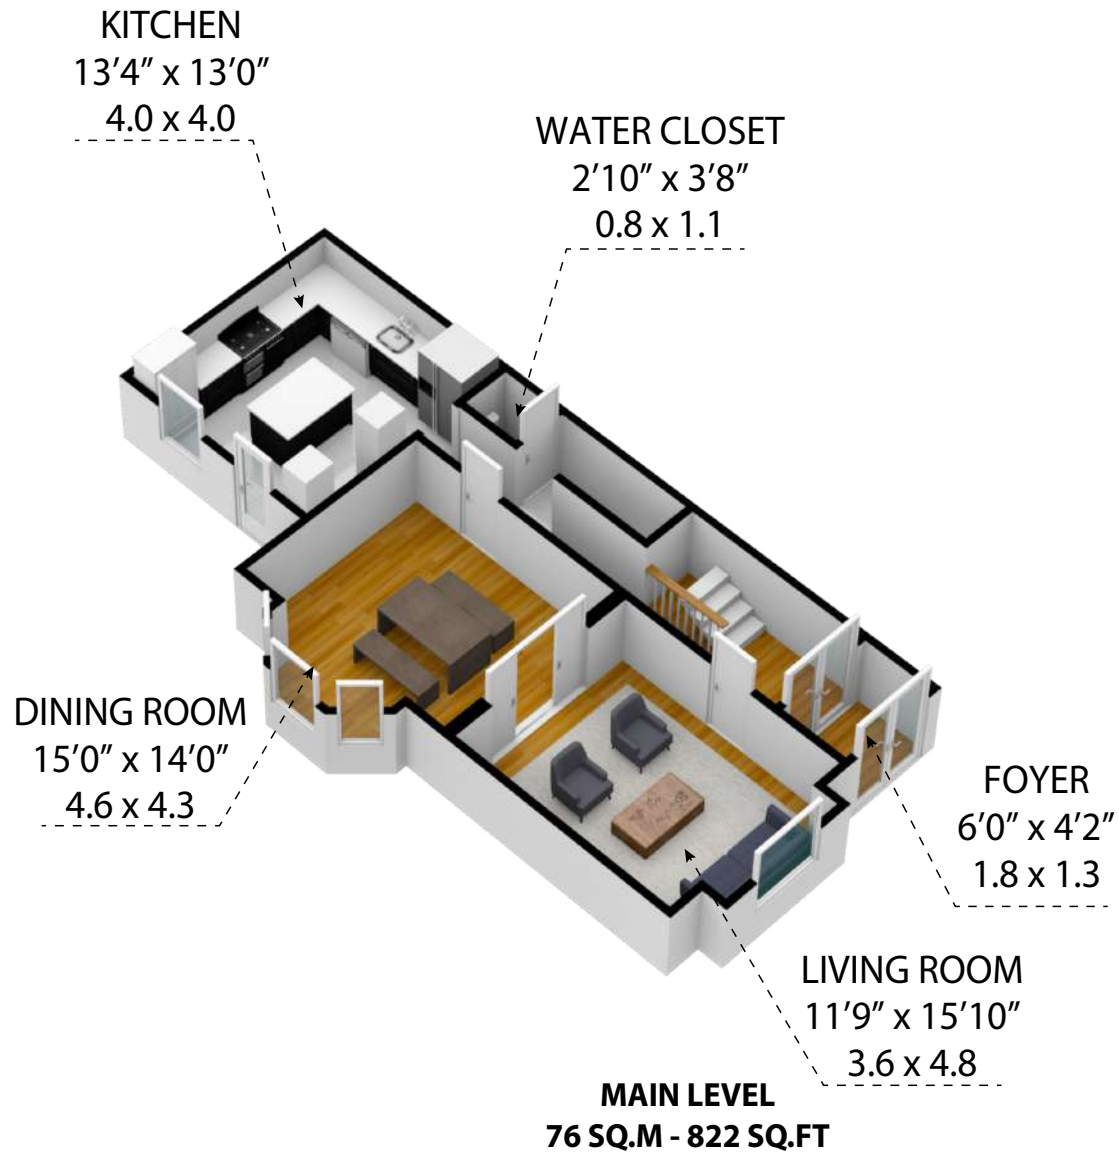 KITCHEN
13’4” x 13’0”
4.0 x 4.0
WATER CLOSET
2’10” x 3’8”
0.8 x 1.1
DINING ROOM
15’0” x 14’0”
4.6 x 4.3
FOYER
6’0” x 4’2”
1.8 x 1.3
LIVING ROOM
11’9” x 15’10”
3.6 x 4.8
MAIN LEVEL
76 SQ.M - 822 SQ.FT